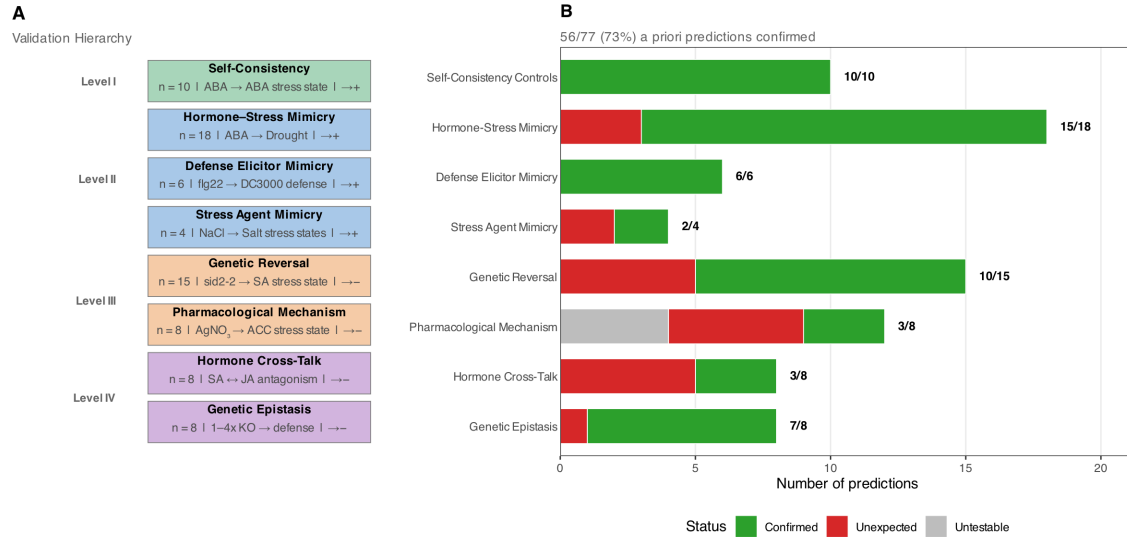 A
Validation Hierarchy
Level I
Self-Consistency
n = 10 | ABA → ABA stress state | →+
Level II
Hormone–Stress Mimicry
n = 18 | ABA → Drought | →+
Defense Elicitor Mimicry
n = 6 | flg22 → DC3000 defense | →+
Stress Agent Mimicry
n = 4 | NaCl → Salt stress states | →+
Level III
Genetic Reversal
n = 15 | sid2-2 → SA stress state | →−
Pharmacological Mechanism
n = 8 | AgNO₃ → ACC stress state | →−
Level IV
Hormone Cross-Talk
n = 8 | SA ↔ JA antagonism | →−
Genetic Epistasis
n = 8 | 1–4x KO → defense | →−
B
56/77 (73%) a priori predictions confirmed
Self-Consistency Controls 10/10
Hormone-Stress Mimicry 15/18
Defense Elicitor Mimicry 6/6
Stress Agent Mimicry 2/4
Genetic Reversal 10/15
Pharmacological Mechanism 3/8
Hormone Cross-Talk 3/8
Genetic Epistasis 7/8
0 5 10 15 20
Number of predictions
Status Confirmed Unexpected Untestable